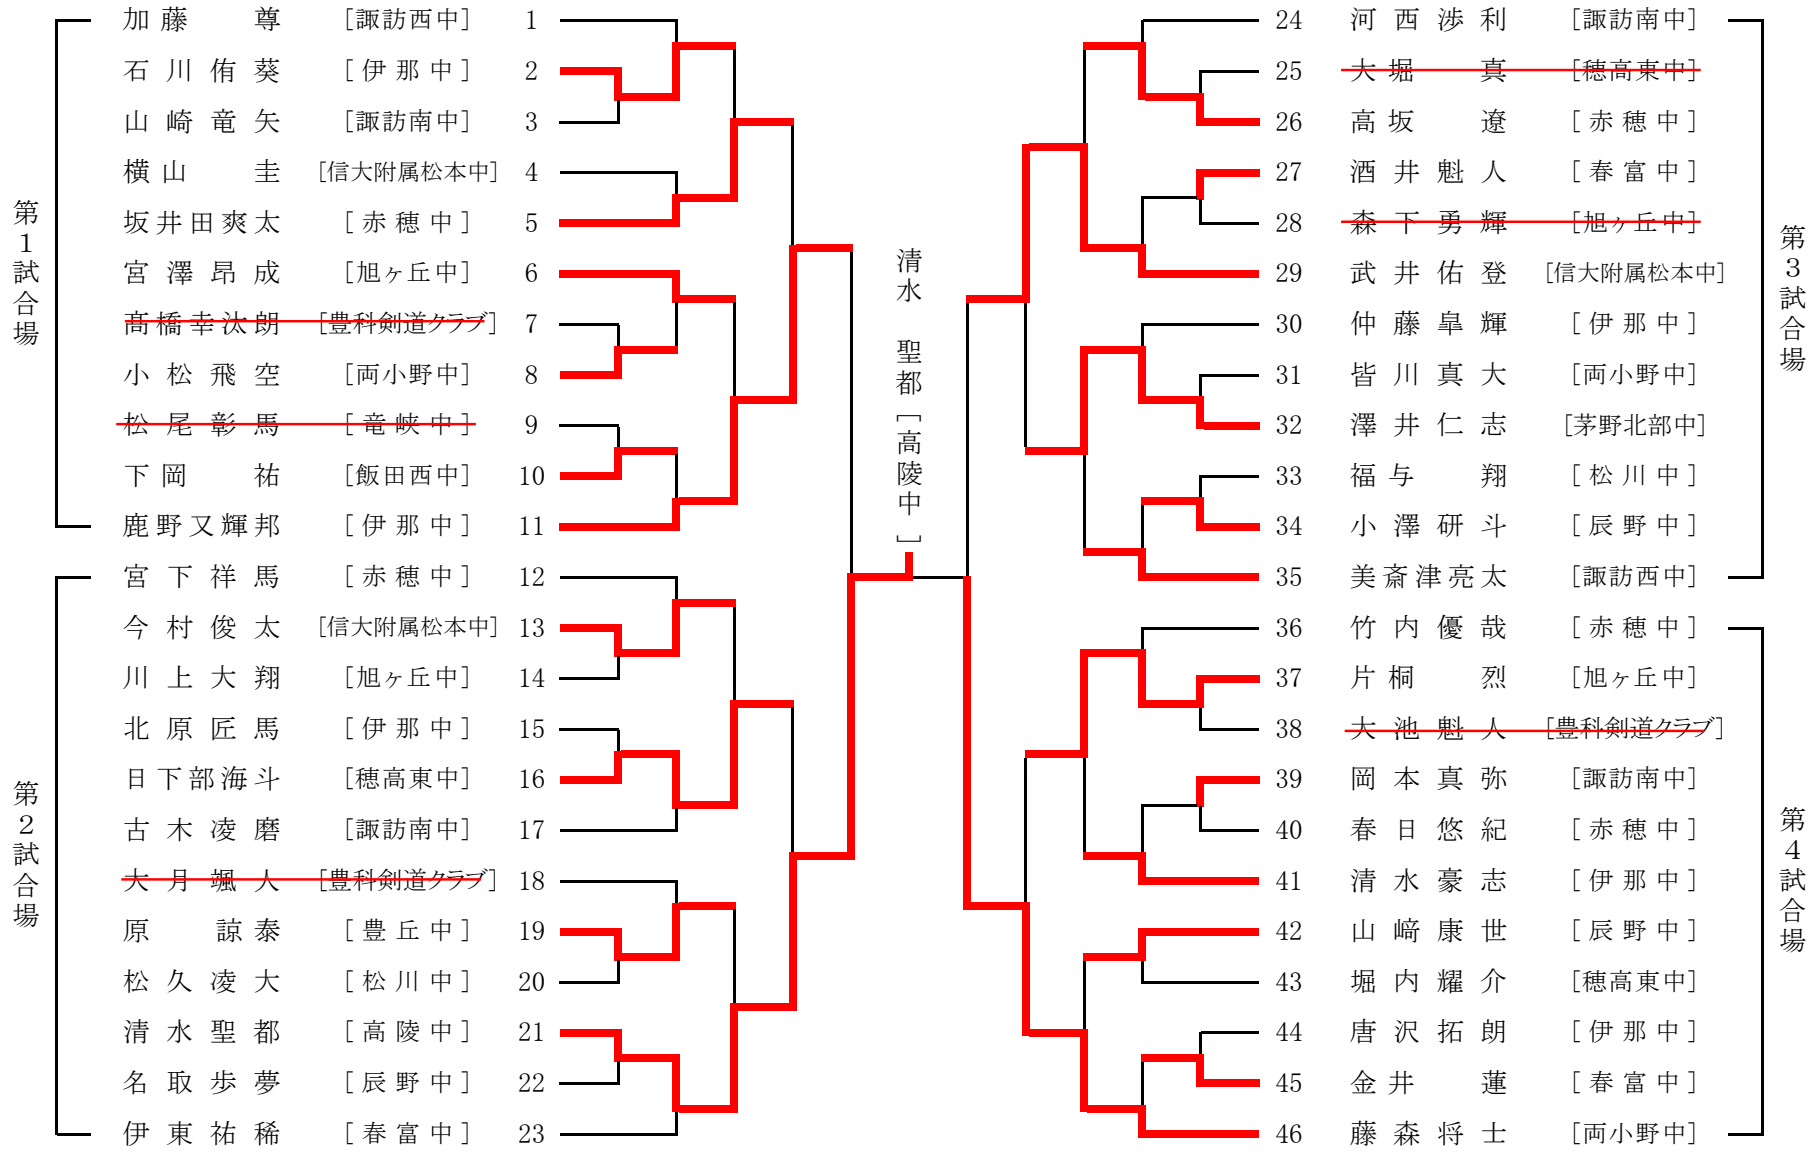 第1試合場
加藤 尊 [諏訪西中] 1
石川侑葵 [伊那中] 2
山崎竜矢 [諏訪南中] 3
横山 圭 [信大附属松本中] 4
坂井田爽太 [赤穂中] 5
宮澤昂成 [旭ヶ丘中] 6
高橋幸汰朗 [豊科剣道クラブ] 7
小松飛空 [両小野中] 8
松尾彰馬 [竜峡中] 9
下岡 祐 [飯田西中] 10
鹿野又輝邦 [伊那中] 11
第2試合場
宮下祥馬 [赤穂中] 12
今村俊太 [信大附属松本中] 13
川上大翔 [旭ヶ丘中] 14
北原匠馬 [伊那中] 15
日下部海斗 [穂高東中] 16
古木凌磨 [諏訪南中] 17
大月颯人 [豊科剣道クラブ] 18
原 諒泰 [豊丘中] 19
松久凌大 [松川中] 20
清水聖都 [高陵中] 21
名取歩夢 [辰野中] 22
伊東祐稀 [春富中] 23
清水 聖都 [高陵中]
24 河西渉利 [諏訪南中]
25 大堀 真 [穂高東中]
26 高坂 遼 [赤穂中]
27 酒井魁人 [春富中]
28 森下勇輝 [旭ヶ丘中]
29 武井佑登 [信大附属松本中]
30 仲藤皐輝 [伊那中]
31 皆川真大 [両小野中]
32 澤井仁志 [茅野北部中]
33 福与 翔 [松川中]
34 小澤研斗 [辰野中]
35 美斎津亮太 [諏訪西中]
第3試合場
36 竹内優哉 [赤穂中]
37 片桐 烈 [旭ヶ丘中]
38 大池魁人 [豊科剣道クラブ]
39 岡本真弥 [諏訪南中]
40 春日悠紀 [赤穂中]
41 清水豪志 [伊那中]
42 山﨑康世 [辰野中]
43 堀内耀介 [穂高東中]
44 唐沢拓朗 [伊那中]
45 金井 蓮 [春富中]
46 藤森将士 [両小野中]
第4試合場